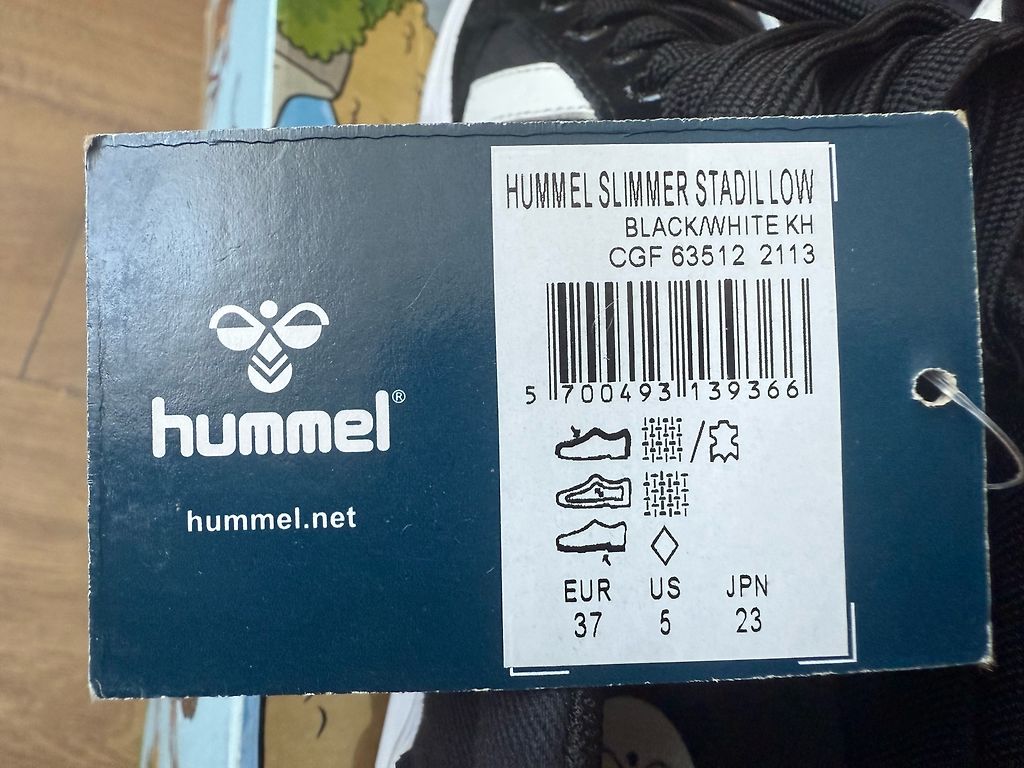 hummel®
hummel.net
HUMMEL SLIMMER STADIL LOW
BLACK/WHITE KH
CGF 63512 2113
5 700493 139366
/
EUR US JPN
37 5 23